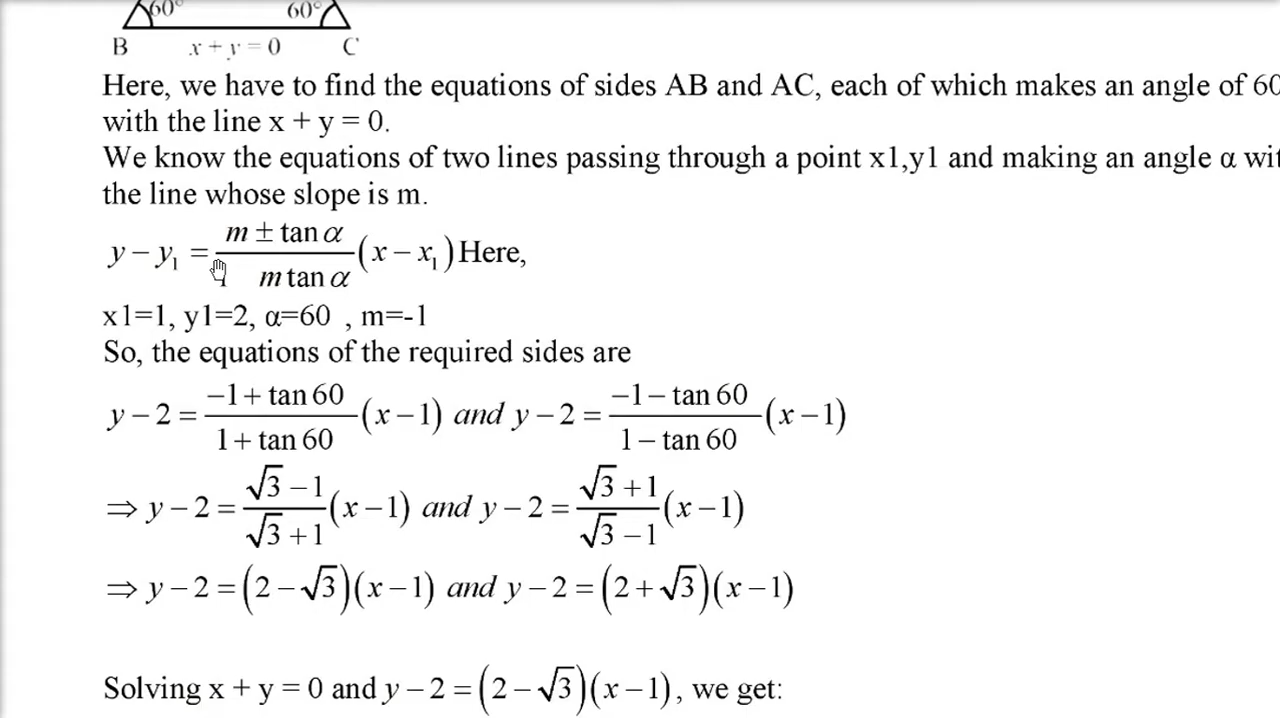 60° 60°
B x + y = 0 C
Here, we have to find the equations of sides AB and AC, each of which makes an angle of 60
with the line x + y = 0.
We know the equations of two lines passing through a point x1,y1 and making an angle α wit
the line whose slope is m.
y − y₁ = (m ± tan α)/(m tan α) (x − x₁) Here,
x1=1, y1=2, α=60 , m=-1
So, the equations of the required sides are
y − 2 = (−1 + tan 60)/(1 + tan 60) (x − 1) and y − 2 = (−1 − tan 60)/(1 − tan 60) (x − 1)
⇒ y − 2 = (√3 − 1)/(√3 + 1) (x − 1) and y − 2 = (√3 + 1)/(√3 − 1) (x − 1)
⇒ y − 2 = (2 − √3)(x − 1) and y − 2 = (2 + √3)(x − 1)
Solving x + y = 0 and y − 2 = (2 − √3)(x − 1), we get: